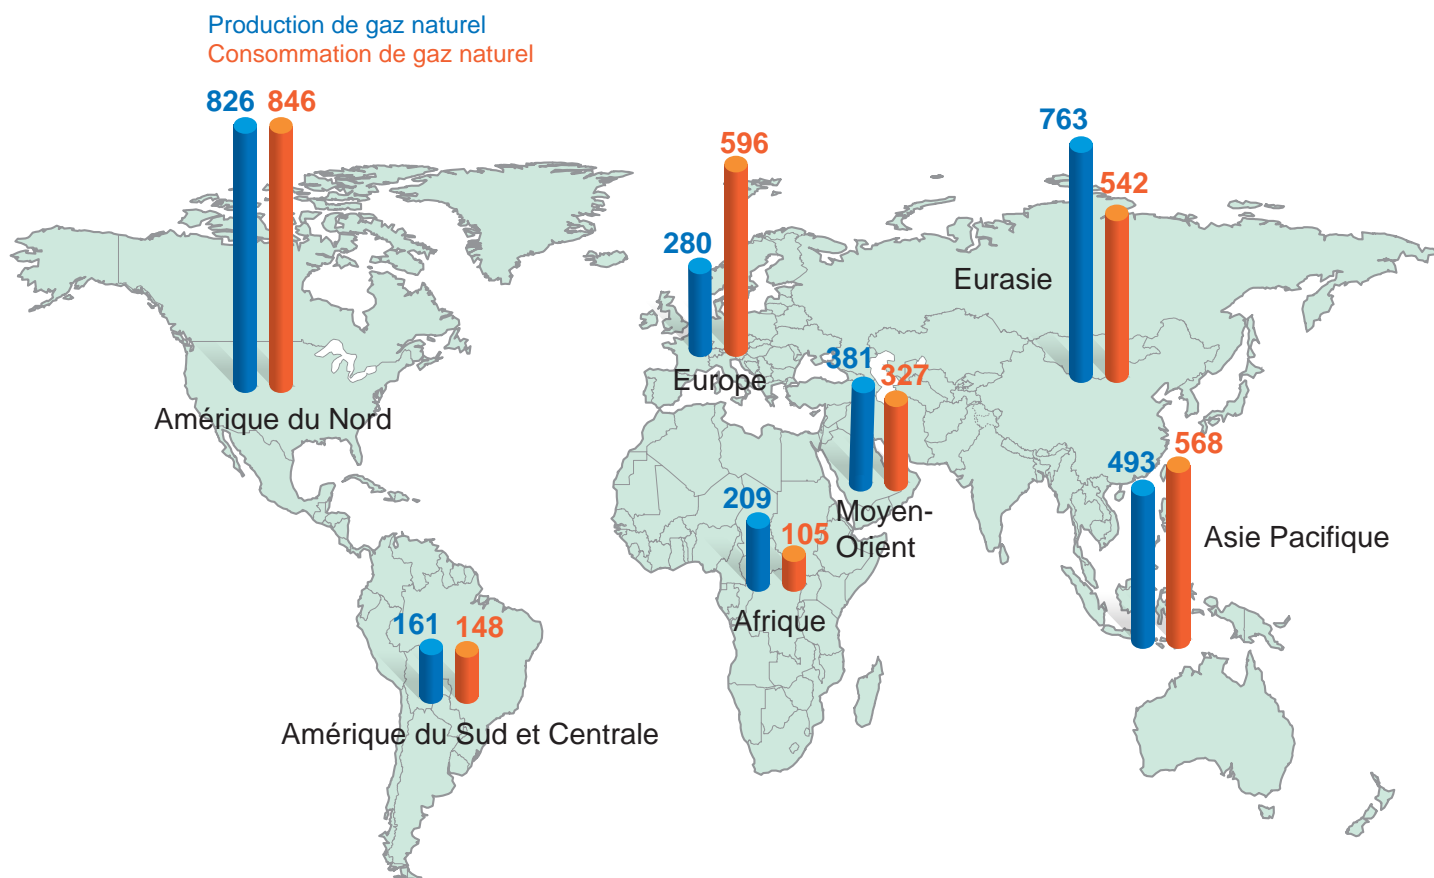 Production de gaz naturel
Consommation de gaz naturel
826 846
Amérique du Nord
280 596
Europe
763 542
Eurasie
381 327
Moyen-
Orient
209 105
Afrique
493 568
Asie Pacifique
161 148
Amérique du Sud et Centrale